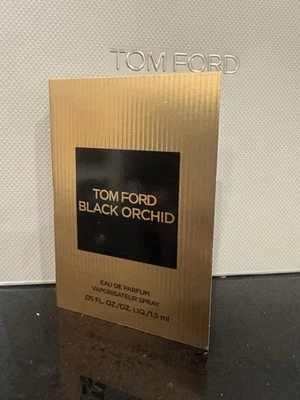 TOM FORD
TOM FORD
BLACK ORCHID
EAU DE PARFUM
VAPORISATEUR SPRAY
.05 FL. OZ./OZ. LIQ./1.5 ml